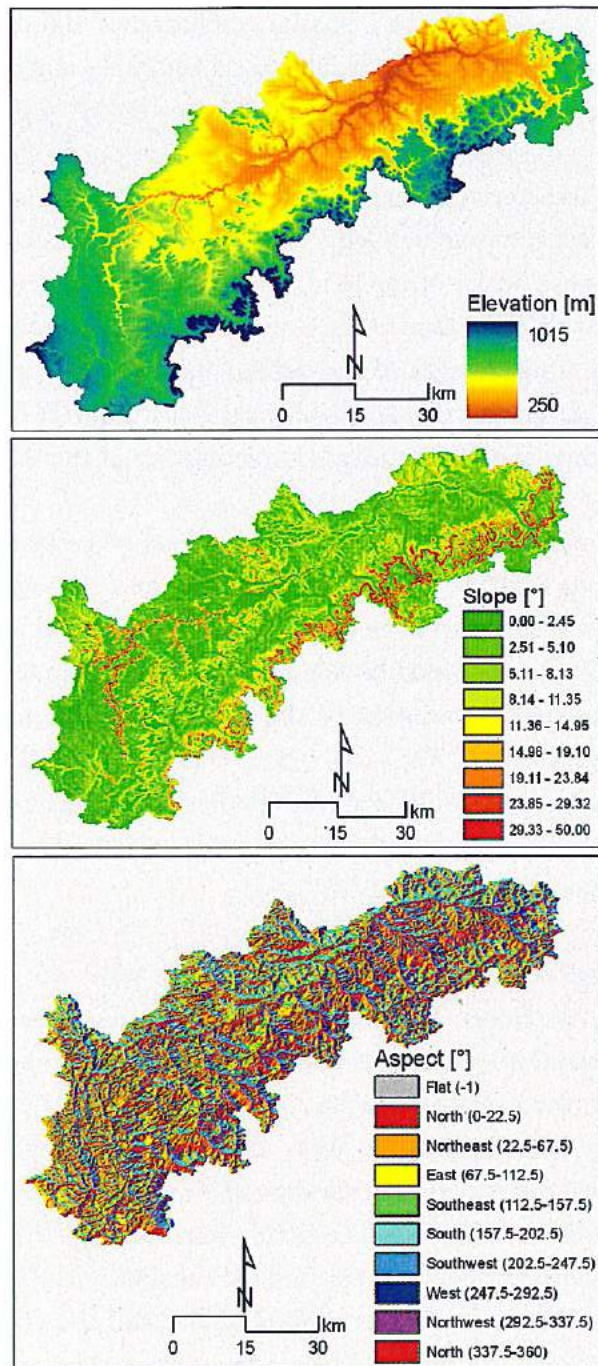 Elevation [m]
1015
250
N
0 15 30
km
Slope [°]
0.00 - 2.45
2.51 - 5.10
5.11 - 8.13
8.14 - 11.35
11.36 - 14.95
14.96 - 19.10
19.11 - 23.84
23.85 - 29.32
29.33 - 50.00
N
km
0 15 30
Aspect [°]
Flat (-1)
North (0-22.5)
Northeast (22.5-67.5)
East (67.5-112.5)
Southeast (112.5-157.5)
South (157.5-202.5)
Southwest (202.5-247.5)
West (247.5-292.5)
Northwest (292.5-337.5)
North (337.5-360)
N
km
0 15 30